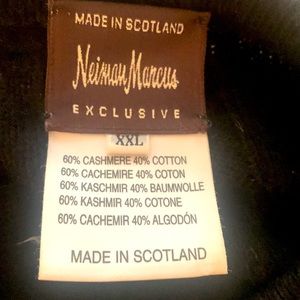 MADE IN SCOTLAND
Neiman Marcus
EXCLUSIVE
XXL
60% CASHMERE 40% COTTON
60% CACHEMIRE 40% COTON
60% KASCHMIR 40% BAUMWOLLE
60% KASHMIR 40% COTONE
60% CACHEMIR 40% ALGODÓN
MADE IN SCOTLAND